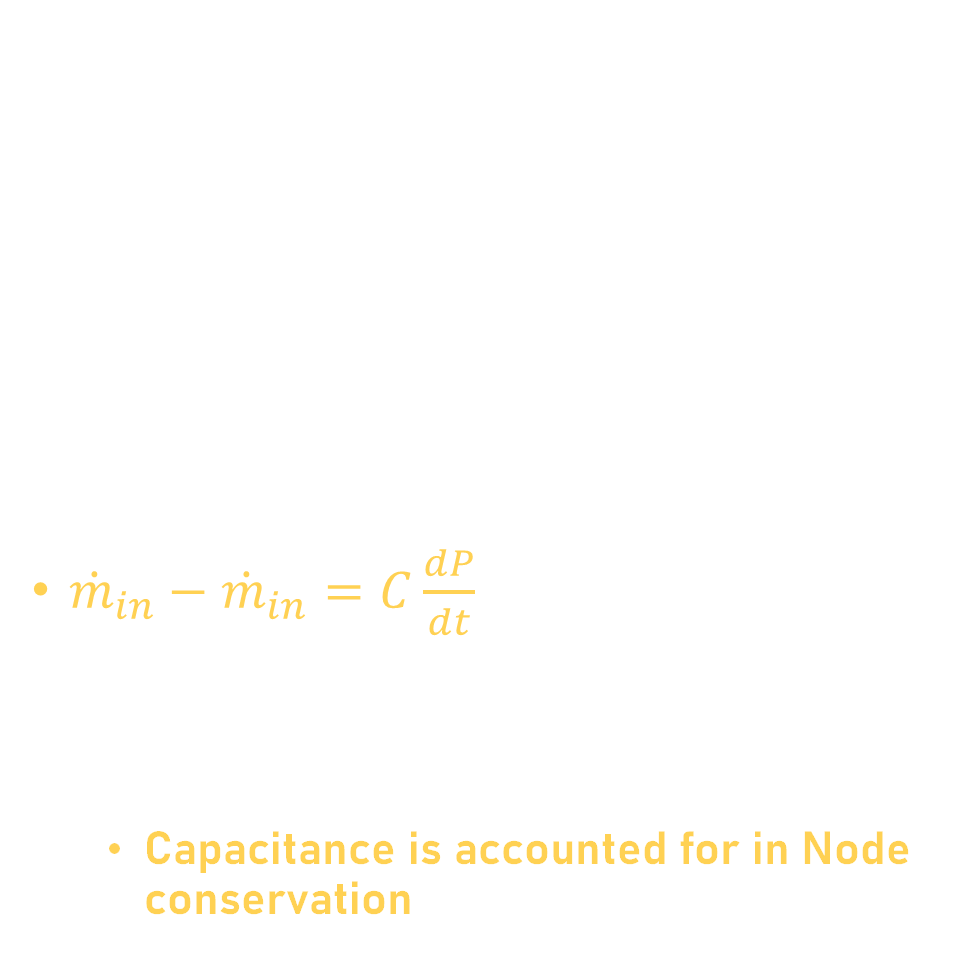 • ṁ_in − ṁ_in = C dP/dt
• Capacitance is accounted for in Node
conservation